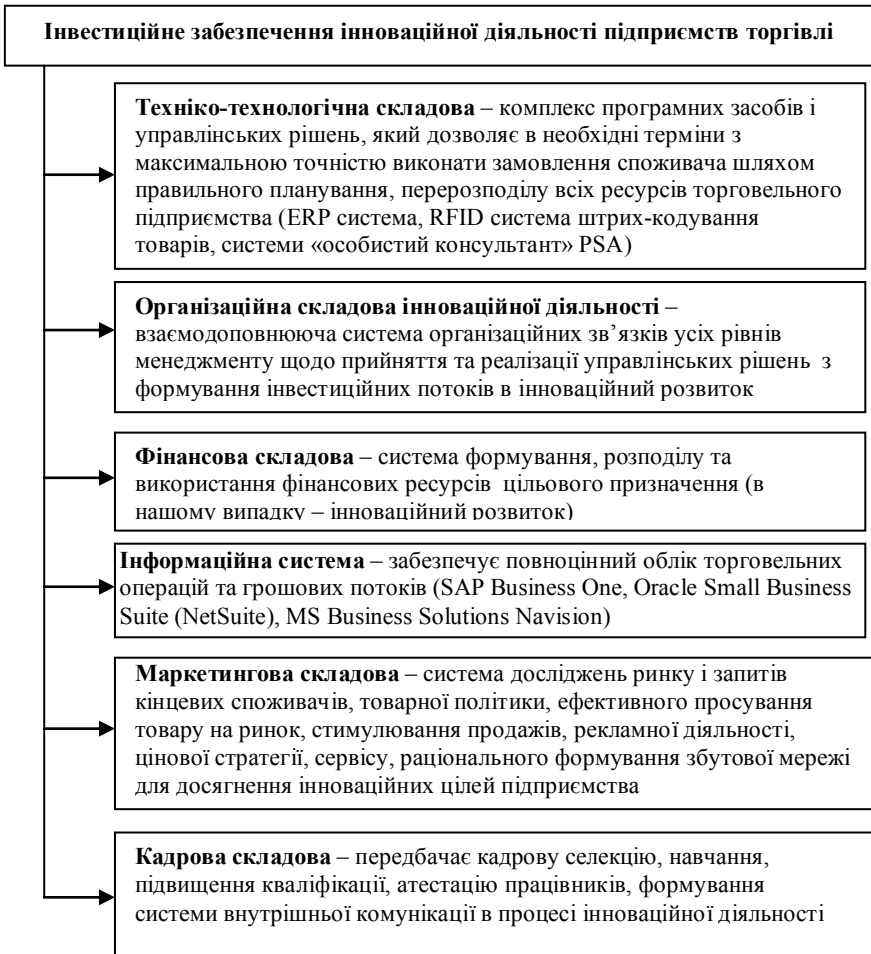 Інвестиційне забезпечення інноваційної діяльності підприємств торгівлі
Техніко-технологічна складова – комплекс програмних засобів і
управлінських рішень, який дозволяє в необхідні терміни з
максимальною точністю виконати замовлення споживача шляхом
правильного планування, перерозподілу всіх ресурсів торговельного
підприємства (ERP система, RFID система штрих-кодування
товарів, системи «особистий консультант» PSA)
Організаційна складова інноваційної діяльності –
взаємодоповнююча система організаційних зв’язків усіх рівнів
менеджменту щодо прийняття та реалізації управлінських рішень з
формування інвестиційних потоків в інноваційний розвиток
Фінансова складова – система формування, розподілу та
використання фінансових ресурсів цільового призначення (в
нашому випадку – інноваційний розвиток)
Інформаційна система – забезпечує повноцінний облік торговельних
операцій та грошових потоків (SAP Business One, Oracle Small Business
Suite (NetSuite), MS Business Solutions Navision)
Маркетингова складова – система досліджень ринку і запитів
кінцевих споживачів, товарної політики, ефективного просування
товару на ринок, стимулювання продажів, рекламної діяльності,
цінової стратегії, сервісу, раціонального формування збутової мережі
для досягнення інноваційних цілей підприємства
Кадрова складова – передбачає кадрову селекцію, навчання,
підвищення кваліфікації, атестацію працівників, формування
системи внутрішньої комунікації в процесі інноваційної діяльності